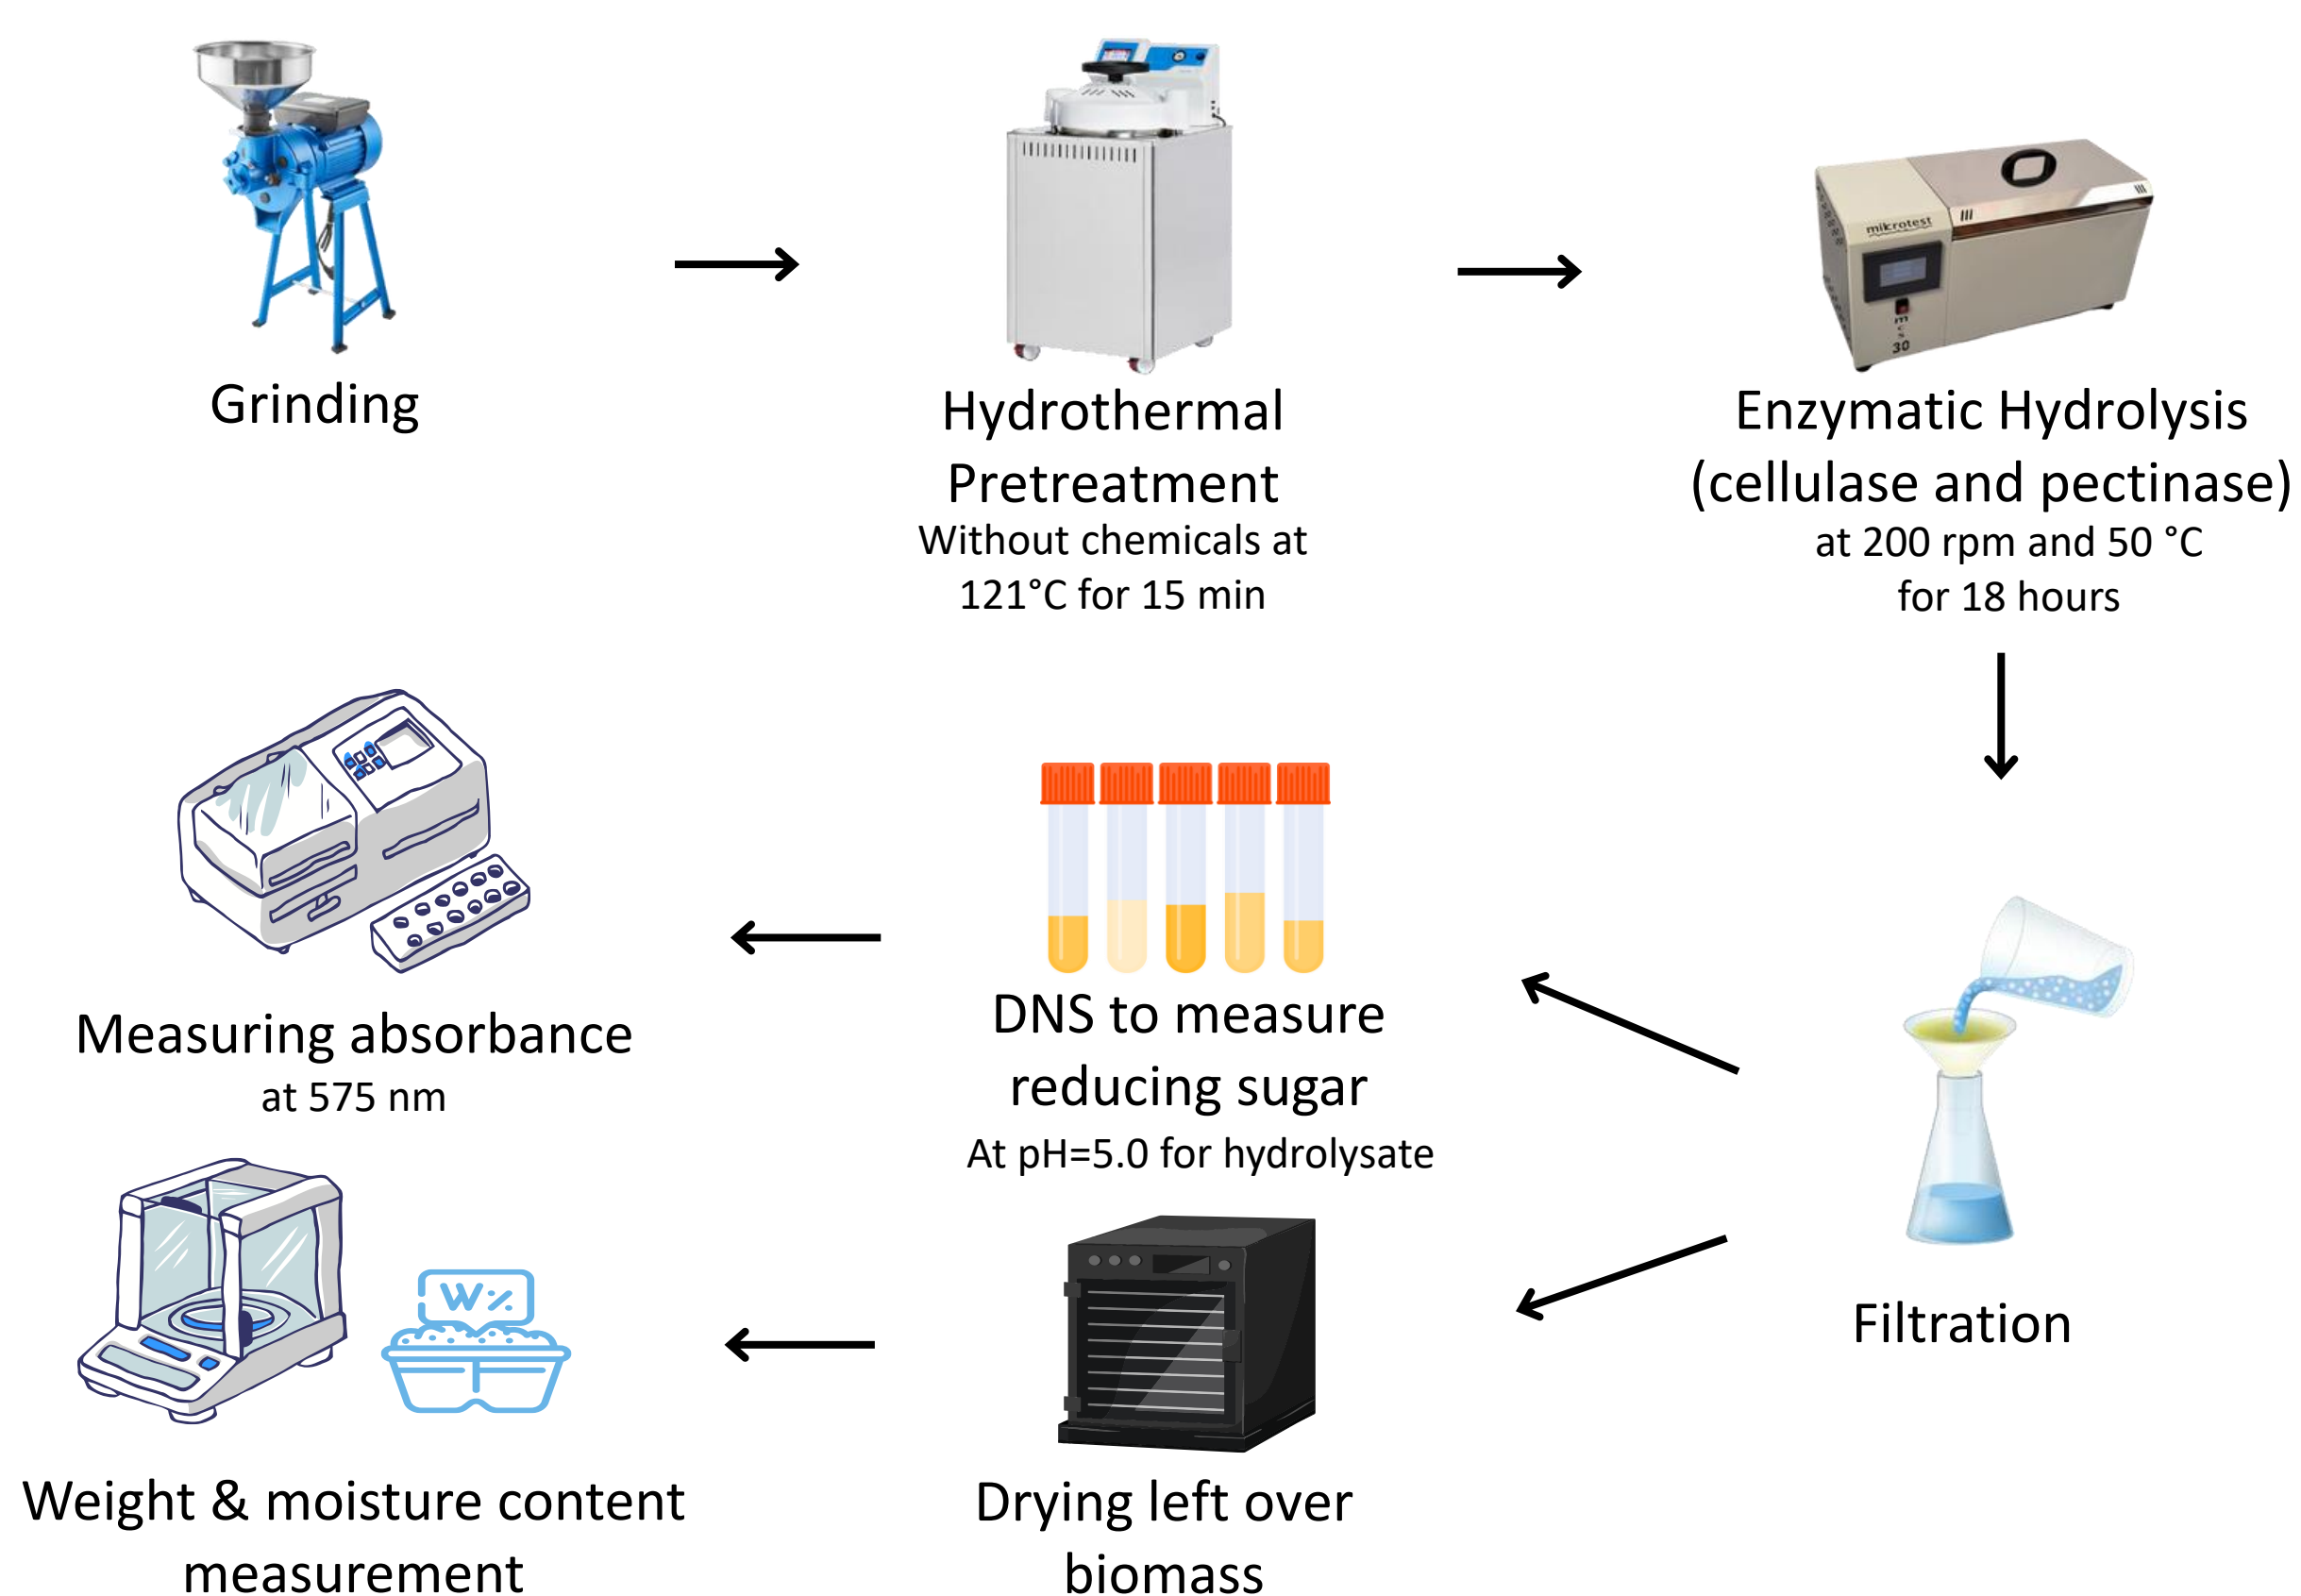 Grinding
Hydrothermal
Pretreatment
Without chemicals at
121°C for 15 min
mikrotest
30
Enzymatic Hydrolysis
(cellulase and pectinase)
at 200 rpm and 50 °C
for 18 hours
Measuring absorbance
at 575 nm
DNS to measure
reducing sugar
At pH=5.0 for hydrolysate
Filtration
W%
Weight & moisture content
measurement
Drying left over
biomass